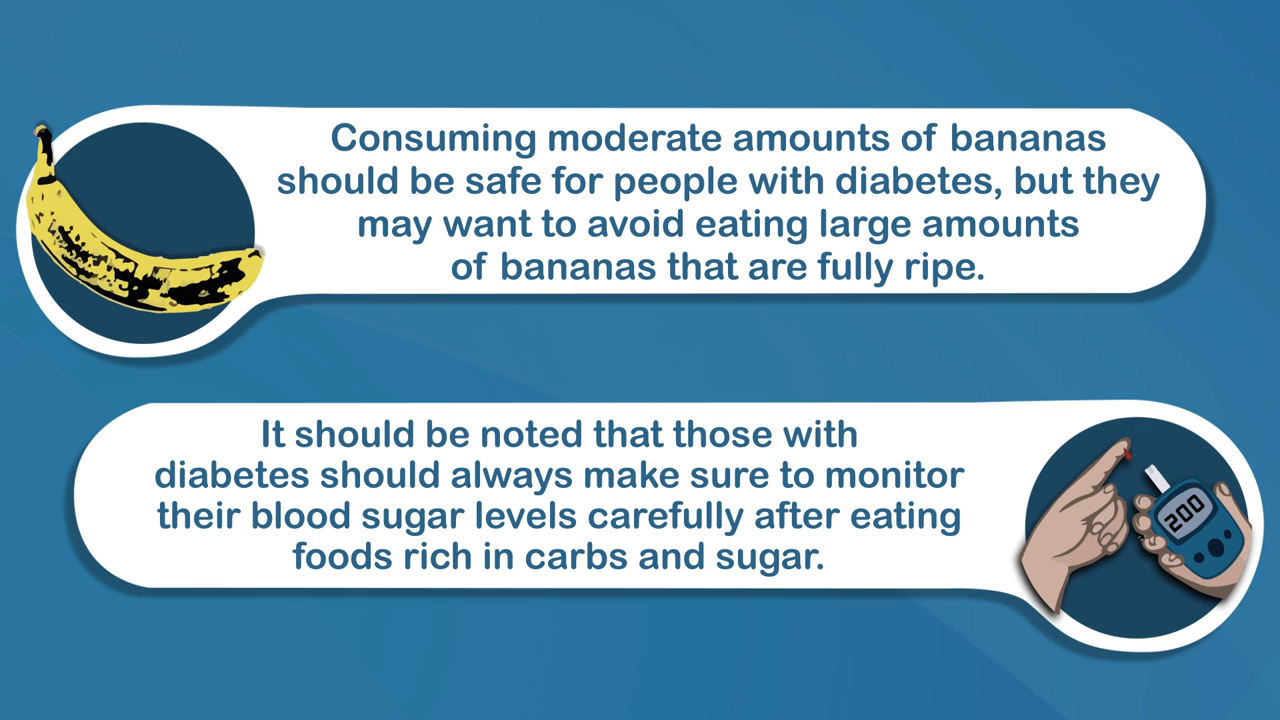 Consuming moderate amounts of bananas
should be safe for people with diabetes, but they
may want to avoid eating large amounts
of bananas that are fully ripe.
It should be noted that those with
diabetes should always make sure to monitor
their blood sugar levels carefully after eating
foods rich in carbs and sugar.
200